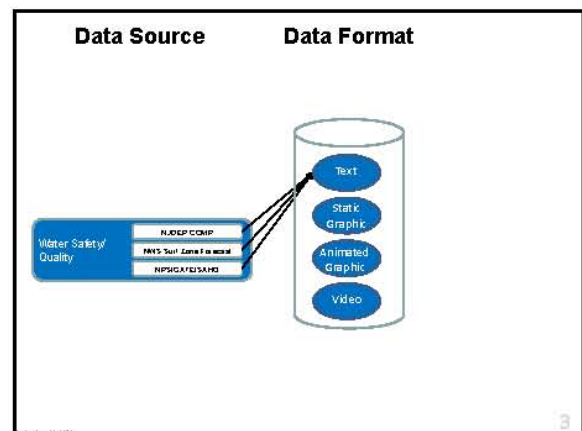 Data Source
Data Format
Text
Static
Graphic
Animated
Graphic
Video
Water Safety/
Quality
NJDEP CCMP
NWS Surf Zone Forecast
3